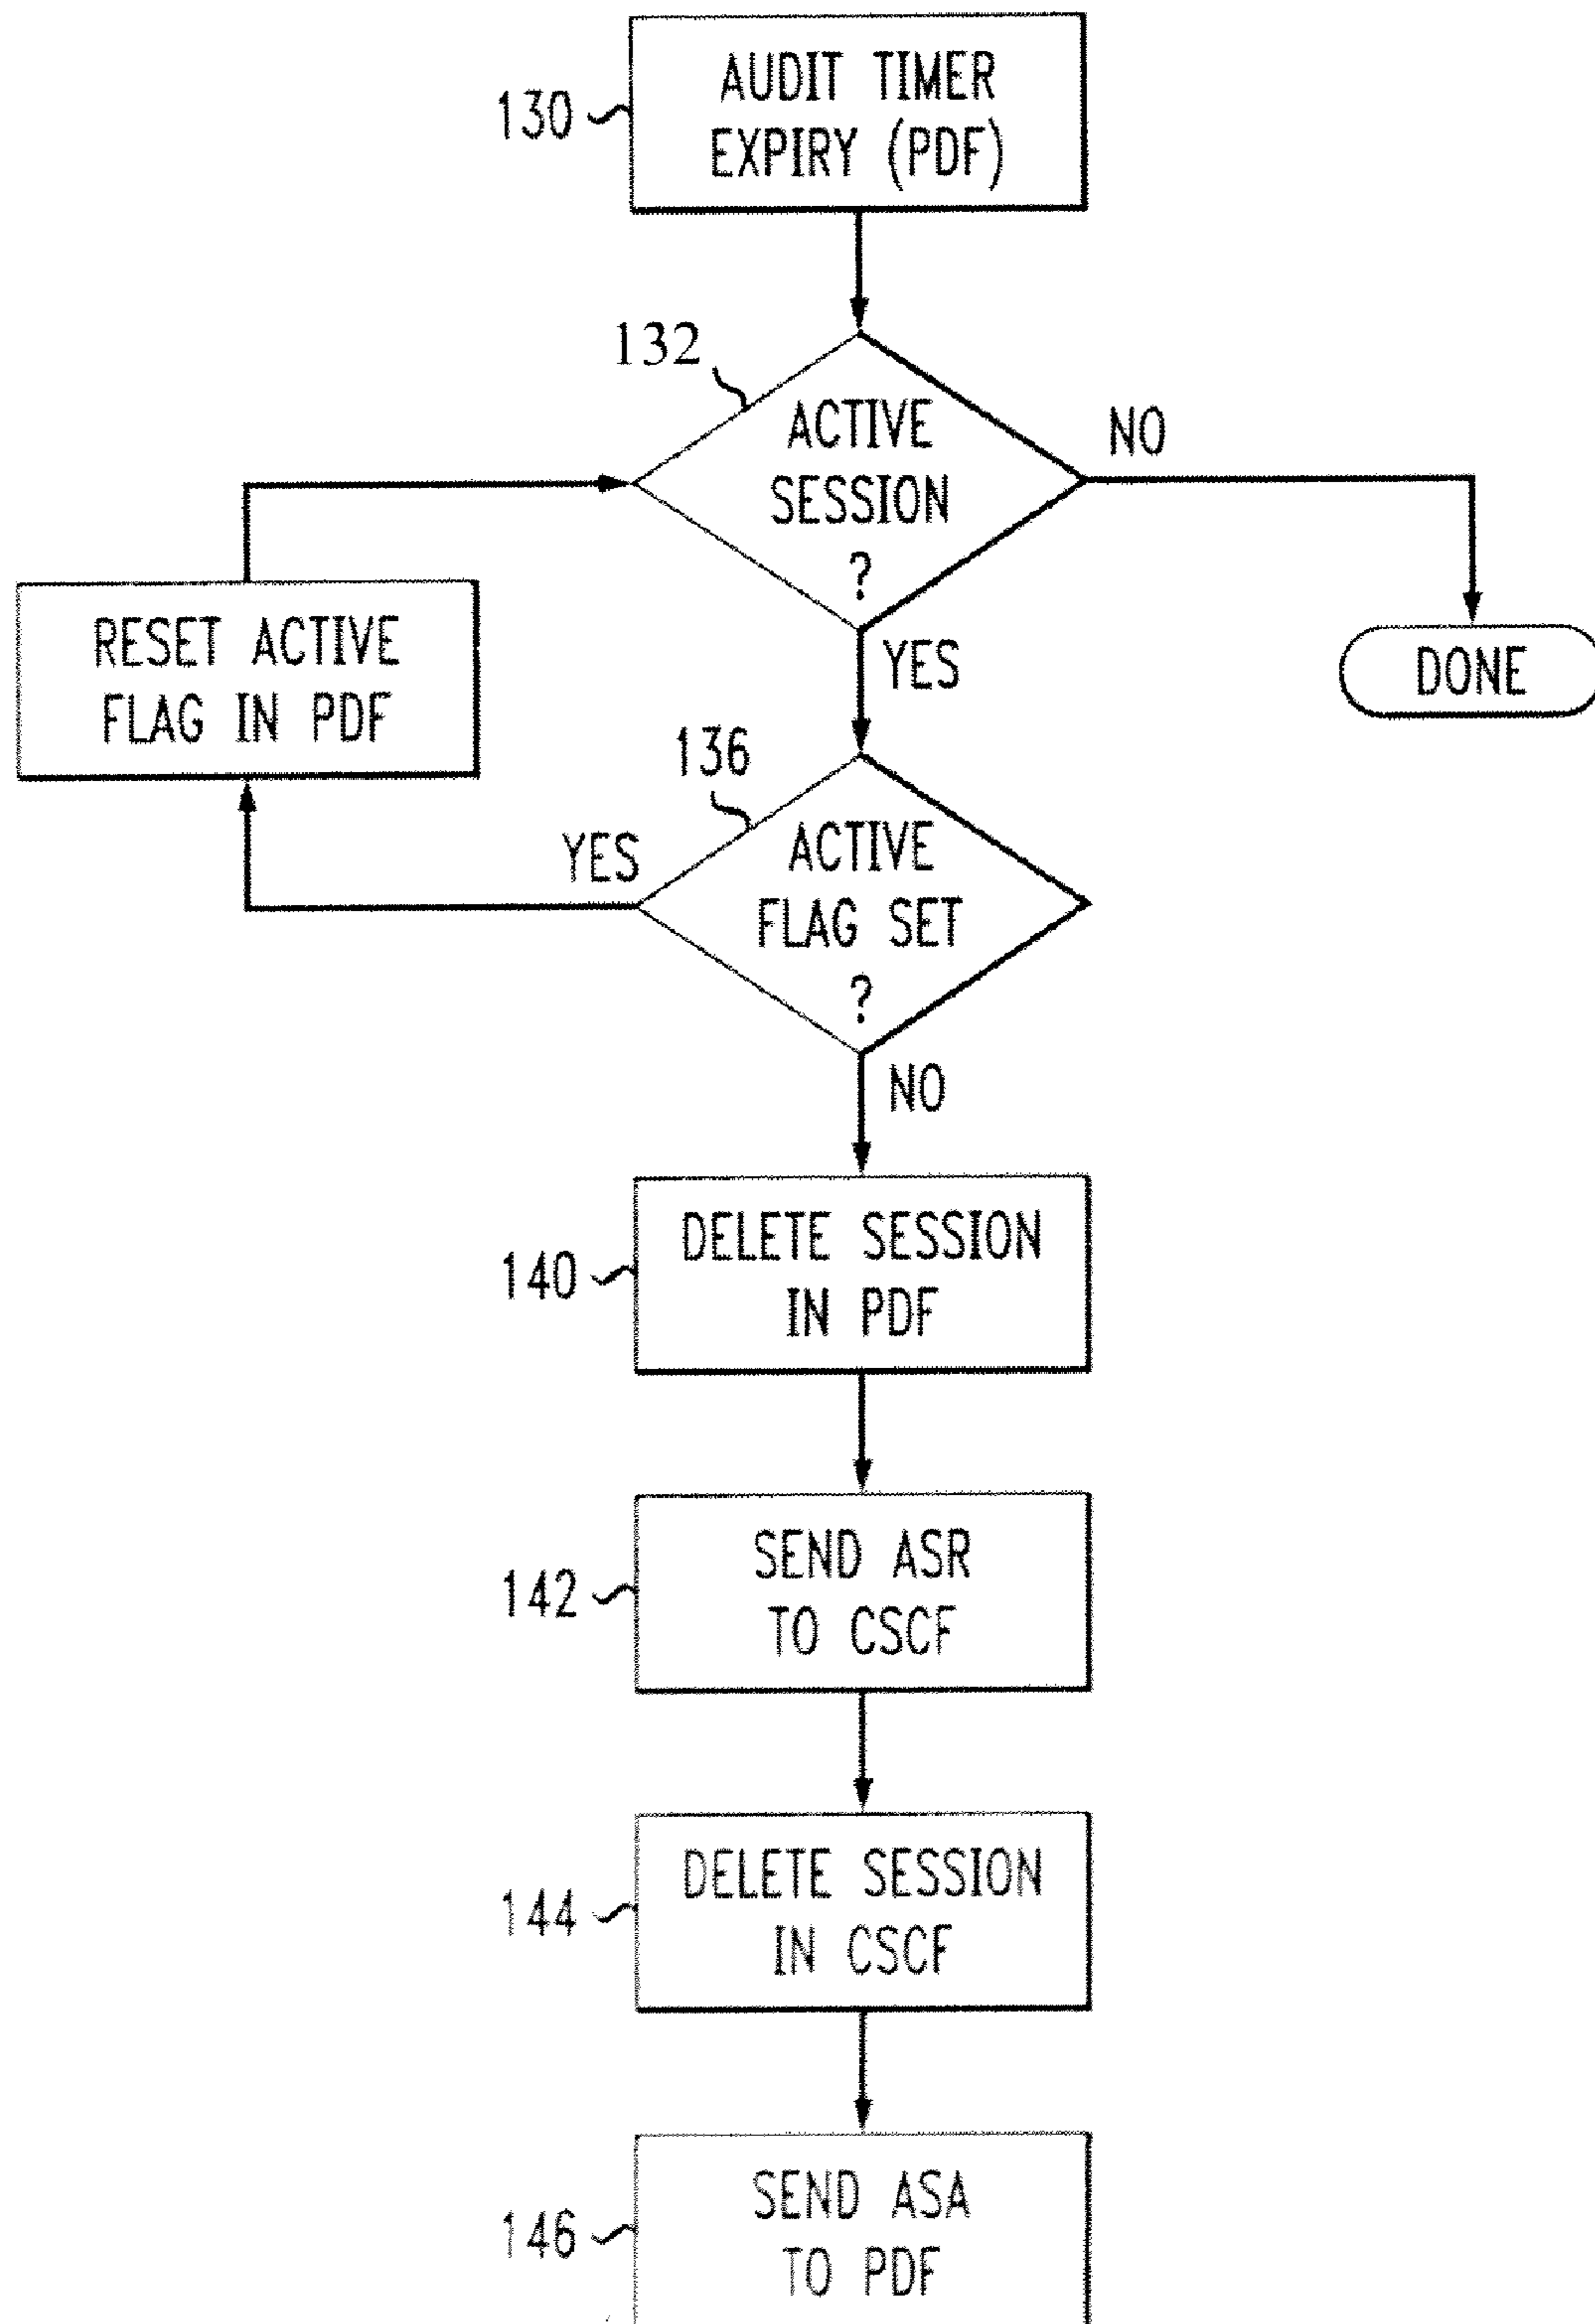 130
AUDIT TIMER
EXPIRY (PDF)
132
ACTIVE
SESSION
?
NO
YES
DONE
RESET ACTIVE
FLAG IN PDF
136
YES
ACTIVE
FLAG SET
?
NO
140
DELETE SESSION
IN PDF
142
SEND ASR
TO CSCF
144
DELETE SESSION
IN CSCF
146
SEND ASA
TO PDF